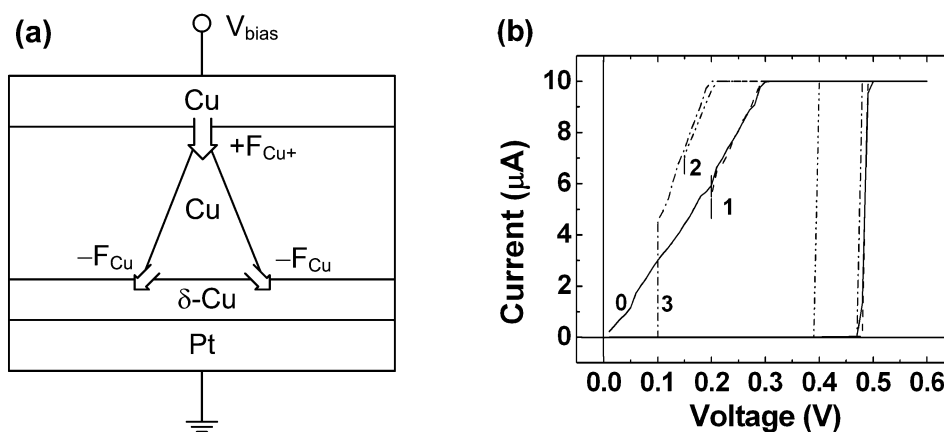 (a)
V_bias
Cu
+F_Cu+
Cu
−F_Cu
−F_Cu
δ-Cu
Pt
(b)
Current (μA)
10
8
6
4
2
0
0
1
2
3
0.0 0.1 0.2 0.3 0.4 0.5 0.6
Voltage (V)